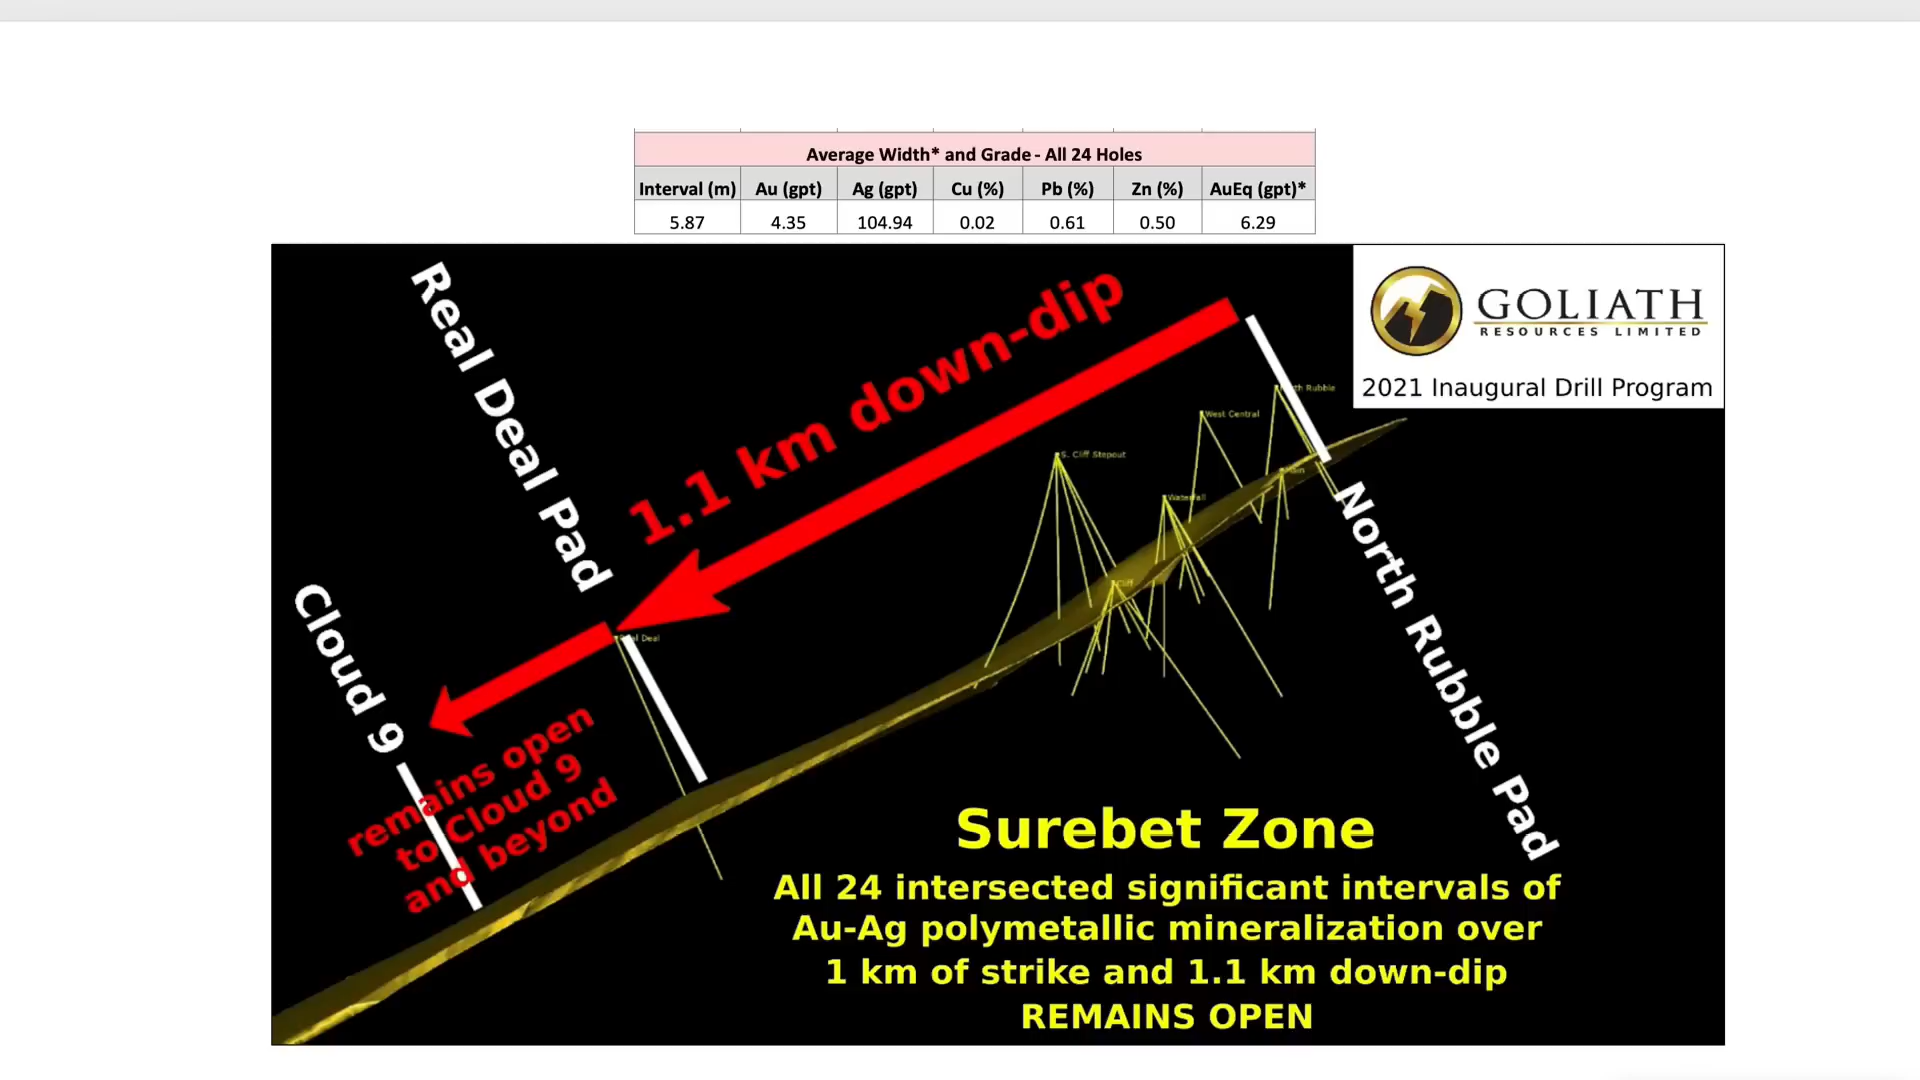 Average Width* and Grade - All 24 Holes
Interval (m) Au (gpt) Ag (gpt) Cu (%) Pb (%) Zn (%) AuEq (gpt)*
5.87 4.35 104.94 0.02 0.61 0.50 6.29
GOLIATH
RESOURCES LIMITED
2021 Inaugural Drill Program
Real Deal Pad
1.1 km down-dip
West Central
S. Cliff Stepout
Waterfall
Cliff
North Rubble Pad
Cloud 9
remains open
to Cloud 9
and beyond
Surebet Zone
All 24 intersected significant intervals of
Au-Ag polymetallic mineralization over
1 km of strike and 1.1 km down-dip
REMAINS OPEN